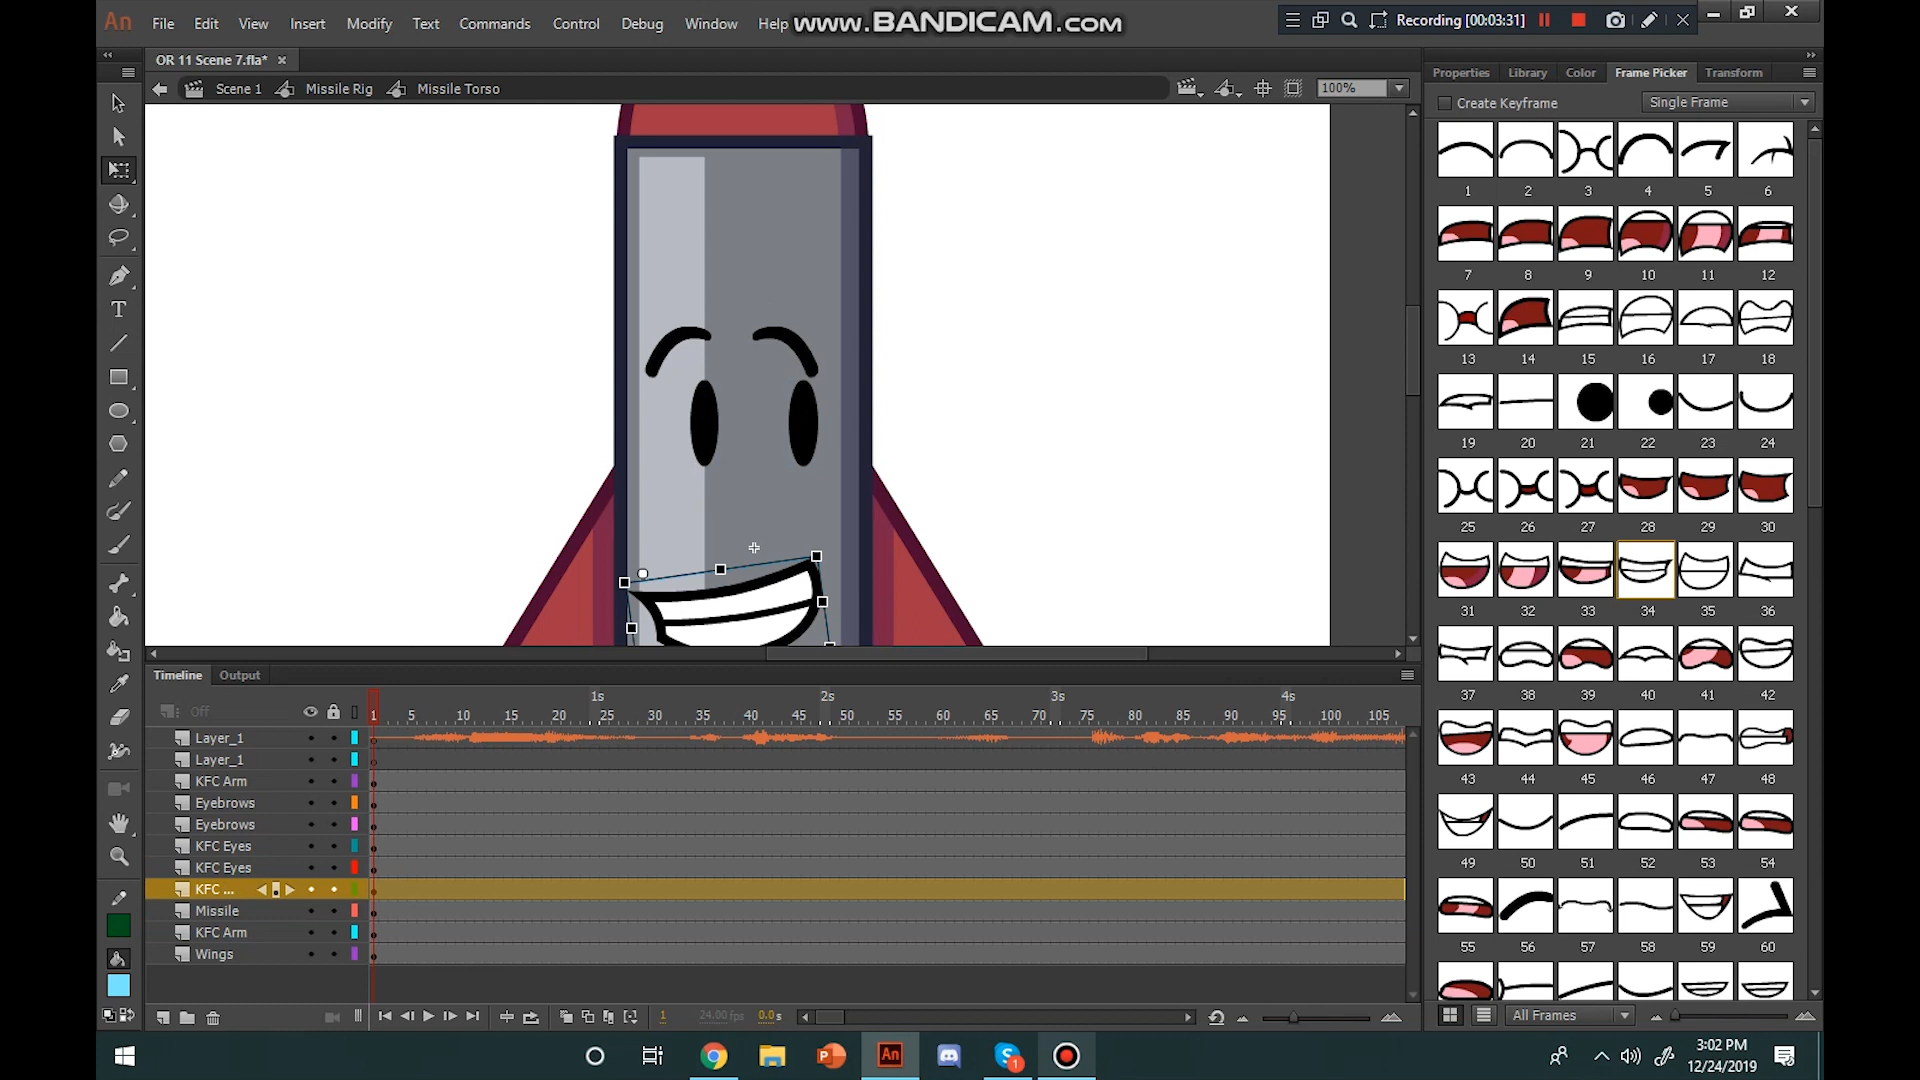 An File Edit View Insert Modify Text Commands Control Debug Window Help www.BANDICAM.com Recording [00:03:31]
OR 11 Scene 7.fla*
Scene 1 Missile Rig Missile Torso 100%
Properties Library Color Frame Picker Transform
Create Keyframe Single Frame
1 2 3 4 5 6
7 8 9 10 11 12
13 14 15 16 17 18
19 20 21 22 23 24
25 26 27 28 29 30
31 32 33 34 35 36
37 38 39 40 41 42
43 44 45 46 47 48
49 50 51 52 53 54
55 56 57 58 59 60
All Frames
Timeline Output
Off
1s 2s 3s 4s
1 5 10 15 20 25 30 35 40 45 50 55 60 65 70 75 80 85 90 95 100 105
Layer_1
Layer_1
KFC Arm
Eyebrows
Eyebrows
KFC Eyes
KFC Eyes
KFC ...
Missile
KFC Arm
Wings
1 24.00 fps 0.0 s
An S 1
3:02 PM
12/24/2019